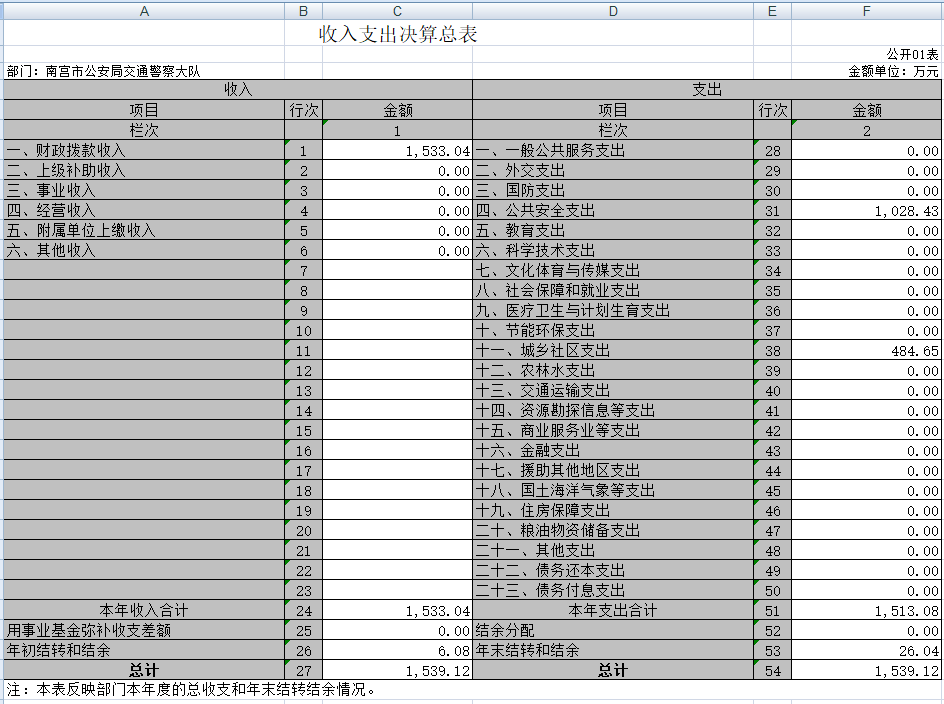 A B C D E F
收入支出决算总表
公开01表
部门：南宫市公安局交通警察大队 金额单位：万元
收入 支出
项目 行次 金额 项目 行次 金额
栏次 1 栏次 2
一、财政拨款收入 1 1,533.04 一、一般公共服务支出 28 0.00
二、上级补助收入 2 0.00 二、外交支出 29 0.00
三、事业收入 3 0.00 三、国防支出 30 0.00
四、经营收入 4 0.00 四、公共安全支出 31 1,028.43
五、附属单位上缴收入 5 0.00 五、教育支出 32 0.00
六、其他收入 6 0.00 六、科学技术支出 33 0.00
7 七、文化体育与传媒支出 34 0.00
8 八、社会保障和就业支出 35 0.00
9 九、医疗卫生与计划生育支出 36 0.00
10 十、节能环保支出 37 0.00
11 十一、城乡社区支出 38 484.65
12 十二、农林水支出 39 0.00
13 十三、交通运输支出 40 0.00
14 十四、资源勘探信息等支出 41 0.00
15 十五、商业服务业等支出 42 0.00
16 十六、金融支出 43 0.00
17 十七、援助其他地区支出 44 0.00
18 十八、国土海洋气象等支出 45 0.00
19 十九、住房保障支出 46 0.00
20 二十、粮油物资储备支出 47 0.00
21 二十一、其他支出 48 0.00
22 二十二、债务还本支出 49 0.00
23 二十三、债务付息支出 50 0.00
本年收入合计 24 1,533.04 本年支出合计 51 1,513.08
用事业基金弥补收支差额 25 0.00 结余分配 52 0.00
年初结转和结余 26 6.08 年末结转和结余 53 26.04
总计 27 1,539.12 总计 54 1,539.12
注：本表反映部门本年度的总收支和年末结转结余情况。